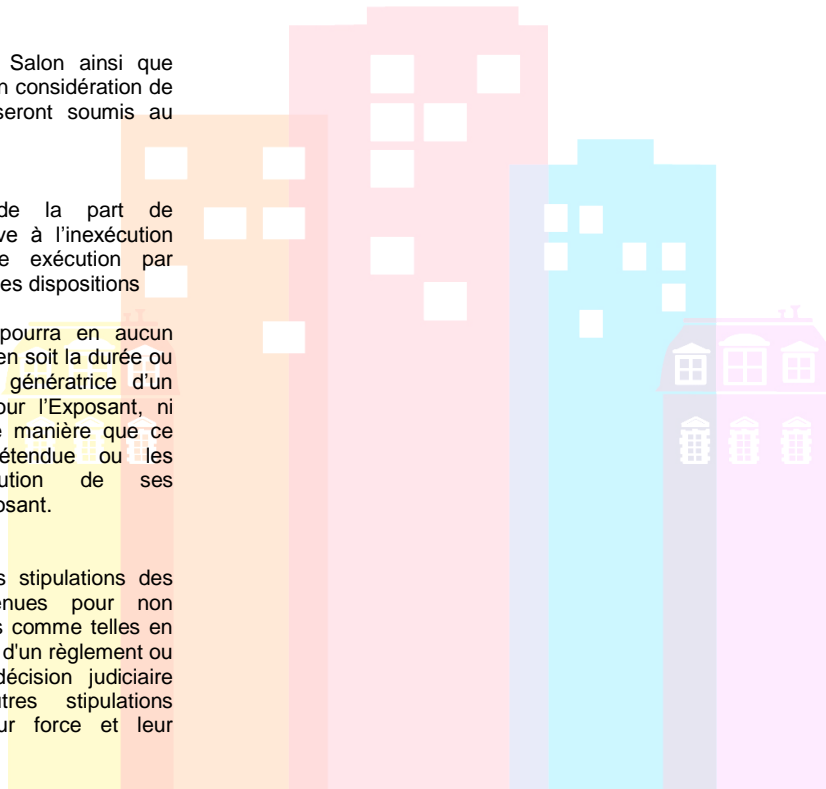 Salon ainsi que
n considération de
seront soumis au
de la part de
ve à l'inexécution
e exécution par
es dispositions
pourra en aucun
en soit la durée ou
génératrice d'un
our l'Exposant, ni
e manière que ce
étendue ou les
ution de ses
posant.
s stipulations des
enues pour non
s comme telles en
d'un règlement ou
décision judiciaire
utres stipulations
ur force et leur